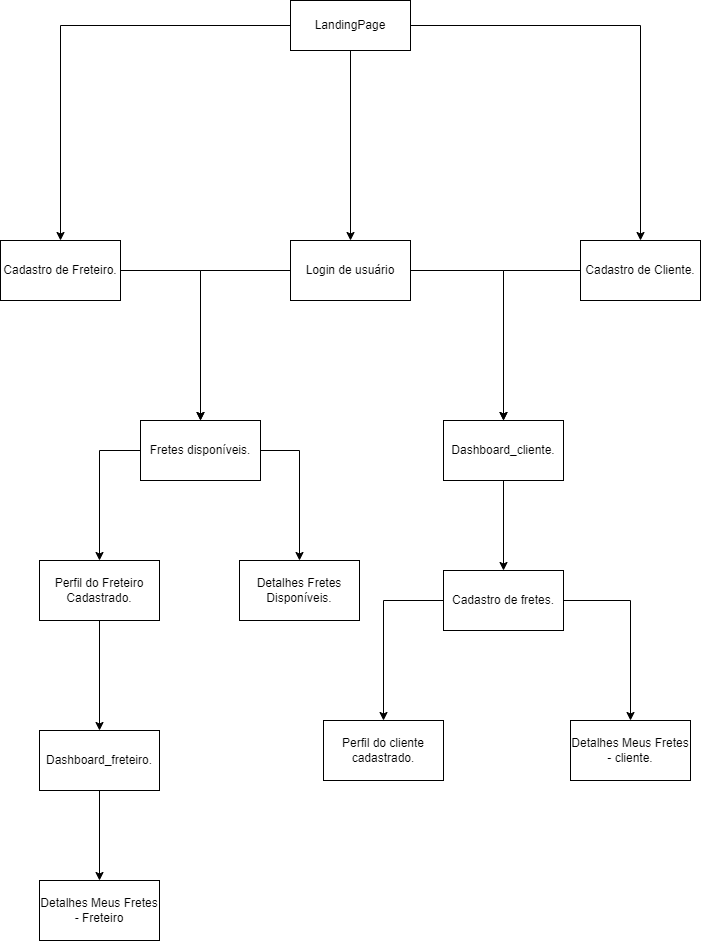 LandingPage
Cadastro de Freteiro.
Login de usuário
Cadastro de Cliente.
Fretes disponíveis.
Dashboard_cliente.
Perfil do Freteiro
Cadastrado.
Detalhes Fretes
Disponíveis.
Cadastro de fretes.
Dashboard_freteiro.
Perfil do cliente
cadastrado.
Detalhes Meus Fretes
- cliente.
Detalhes Meus Fretes
- Freteiro